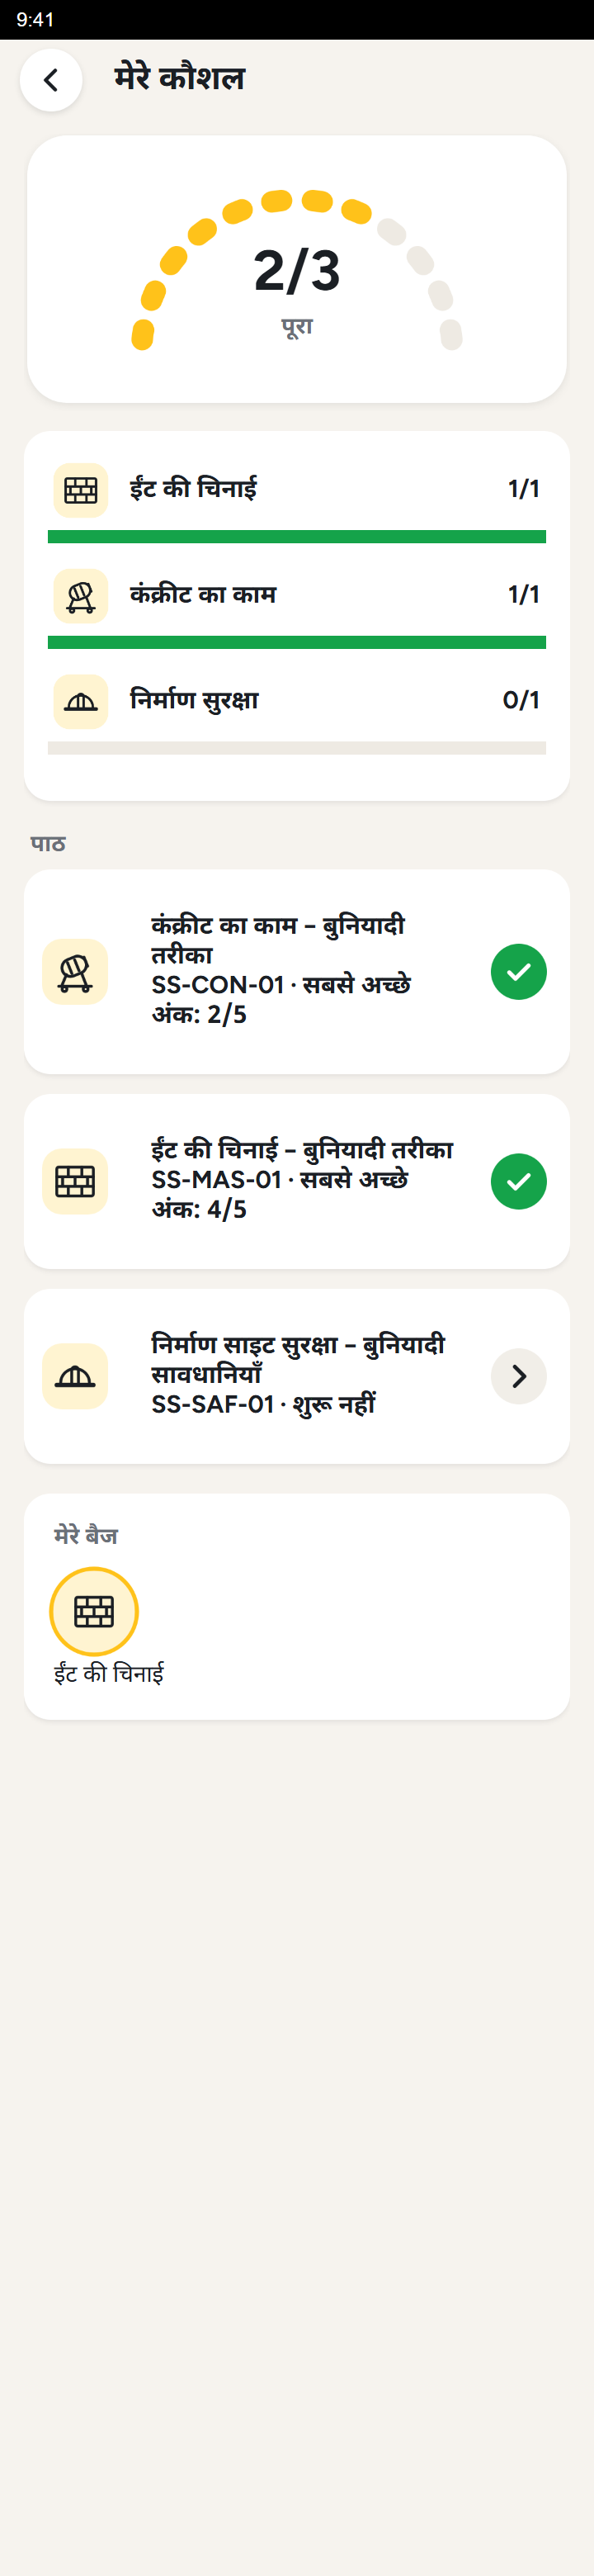 9:41
मेरे कौशल
2/3
पूरा
ईंट की चिनाई 1/1
कंक्रीट का काम 1/1
निर्माण सुरक्षा 0/1
पाठ
कंक्रीट का काम – बुनियादी
तरीका
SS-CON-01 · सबसे अच्छे
अंक: 2/5
ईंट की चिनाई – बुनियादी तरीका
SS-MAS-01 · सबसे अच्छे
अंक: 4/5
निर्माण साइट सुरक्षा – बुनियादी
सावधानियाँ
SS-SAF-01 · शुरू नहीं
मेरे बैज
ईंट की चिनाई